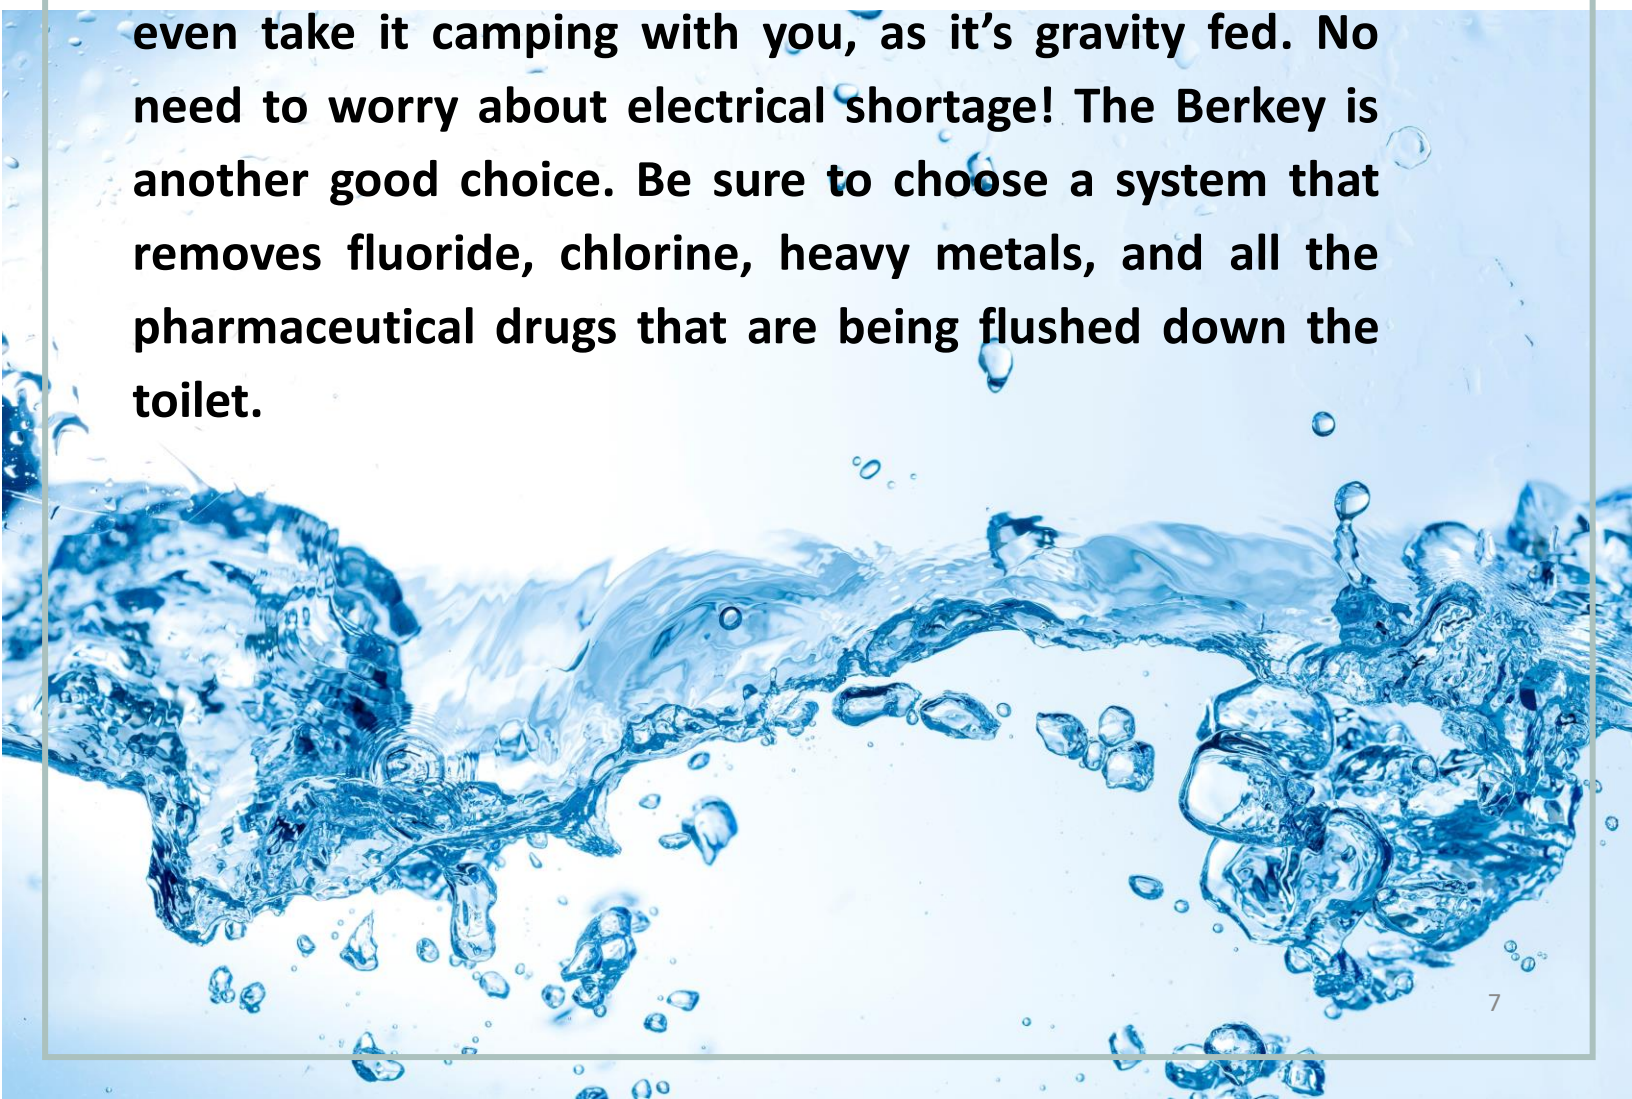 even take it camping with you, as it’s gravity fed. No
need to worry about electrical shortage! The Berkey is
another good choice. Be sure to choose a system that
removes fluoride, chlorine, heavy metals, and all the
pharmaceutical drugs that are being flushed down the
toilet.
7